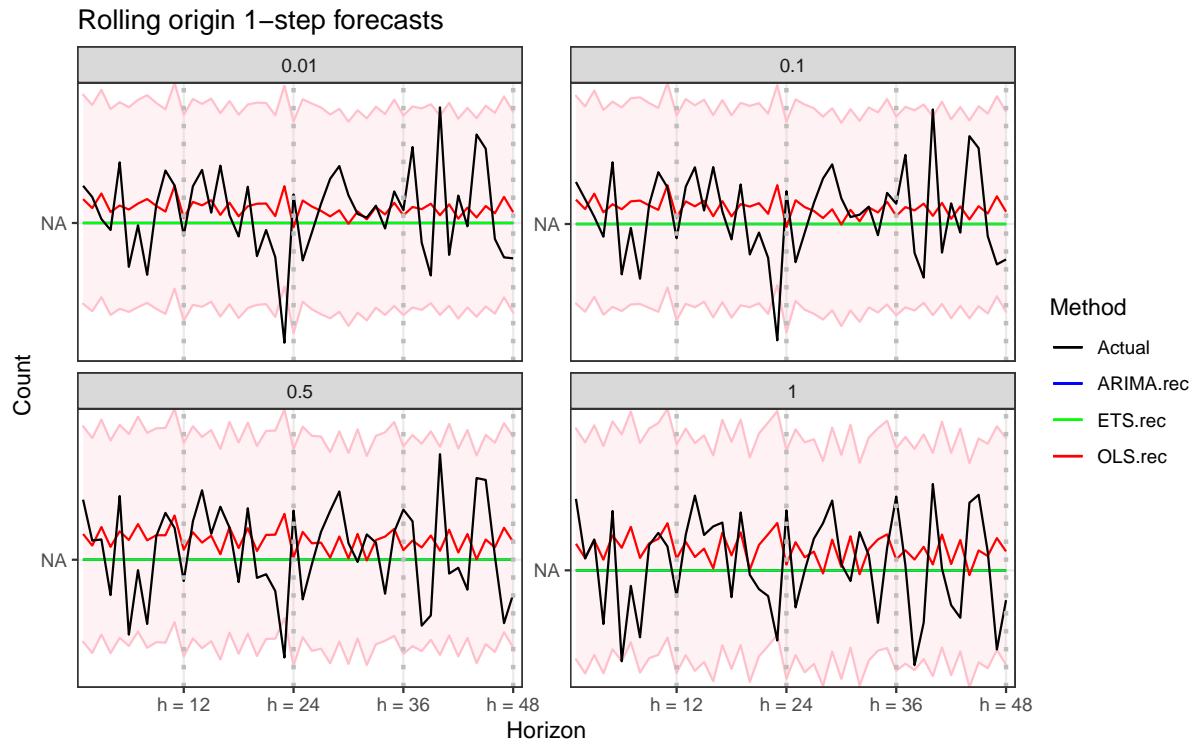 Rolling origin 1−step forecasts
0.01
0.1
NA
NA
0.5
1
NA
NA
h = 12
h = 24
h = 36
h = 48
h = 12
h = 24
h = 36
h = 48
Horizon
Count
Method
Actual
ARIMA.rec
ETS.rec
OLS.rec